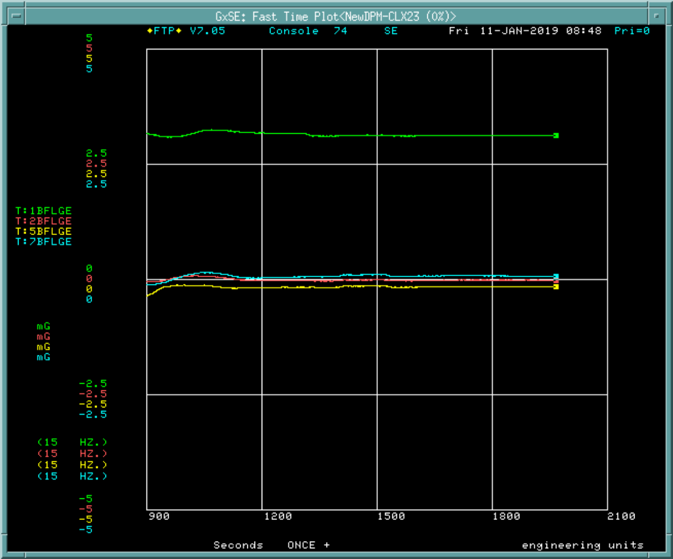 GxSE: Fast Time Plot<NewDPM-CLX23 (0%)>
◆FTP◆ V7.05 Console 74 SE Fri 11-JAN-2019 08:48 Pri=0
5
5
5
5
2.5
2.5
2.5
2.5
T:1BFLGE
T:2BFLGE
T:5BFLGE
T:7BFLGE
0
0
0
0
mG
mG
mG
mG
-2.5
-2.5
-2.5
-2.5
(15 HZ.)
(15 HZ.)
(15 HZ.)
(15 HZ.)
-5
-5
-5
-5
900 1200 1500 1800 2100
Seconds ONCE + engineering units